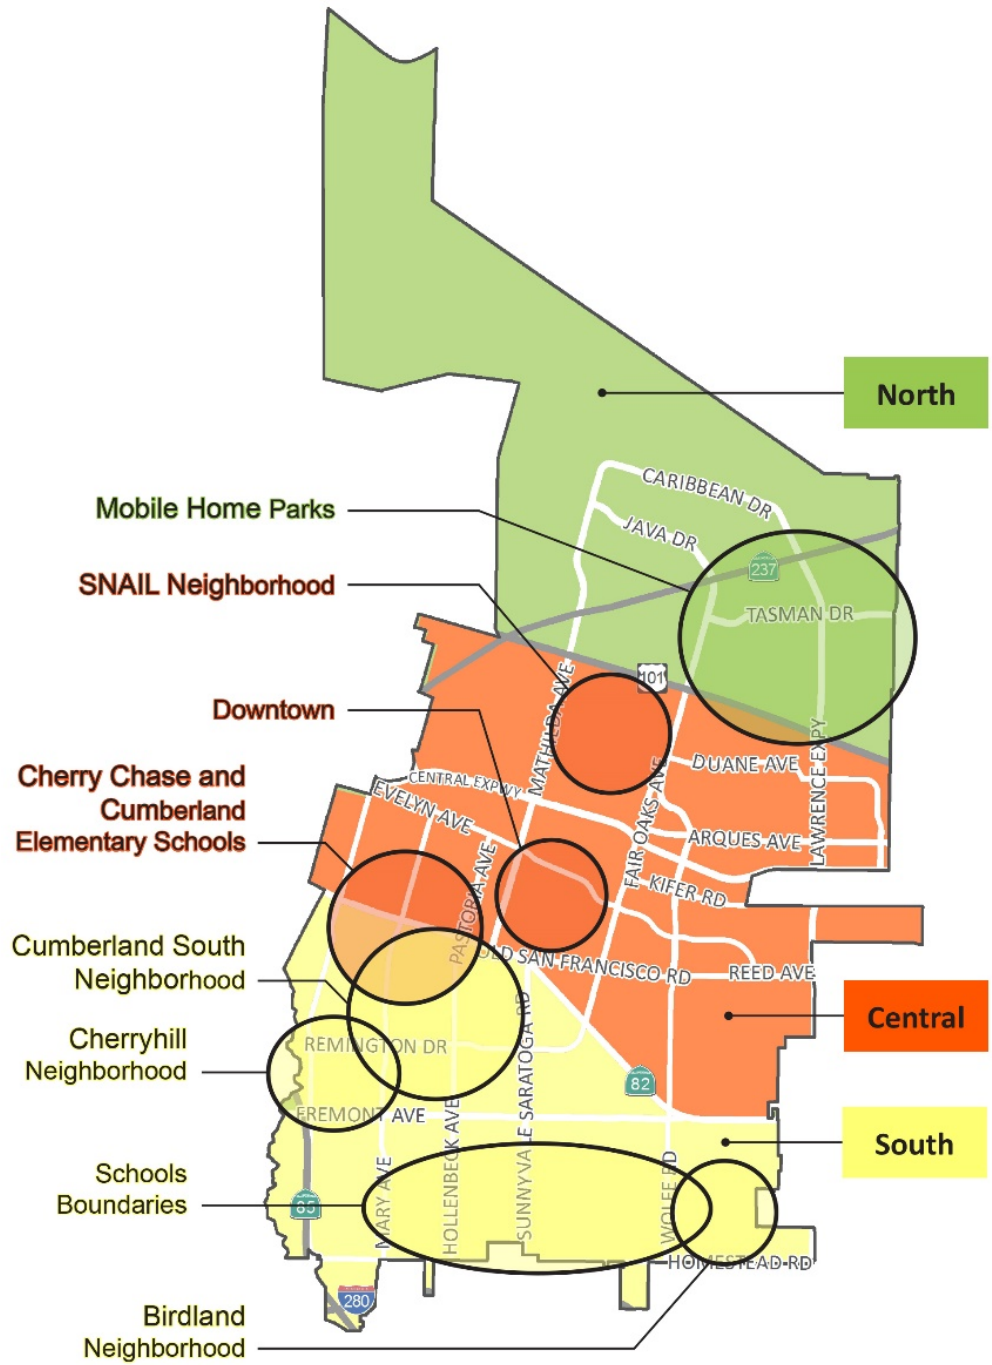 North
CARIBBEAN DR
Mobile Home Parks
JAVA DR
237
SNAIL Neighborhood
TASMAN DR
101
Downtown
MATHILDA AVE
DUANE AVE
Cherry Chase and
Cumberland
Elementary Schools
CENTRAL EXPWY
EVELYN AVE
FAIR OAKS AVE
LAWRENCE EXPY
ARQUES AVE
KIFER RD
PASTORIA AVE
Cumberland South
Neighborhood
OLD SAN FRANCISCO RD
REED AVE
Central
Cherryhill
Neighborhood
REMINGTON DR
SUNNYVALE SARATOGA RD
82
FREMONT AVE
South
Schools
Boundaries
85
MARY AVE
HOLLENBECK AVE
WOLFE RD
HOMESTEAD RD
280
Birdland
Neighborhood